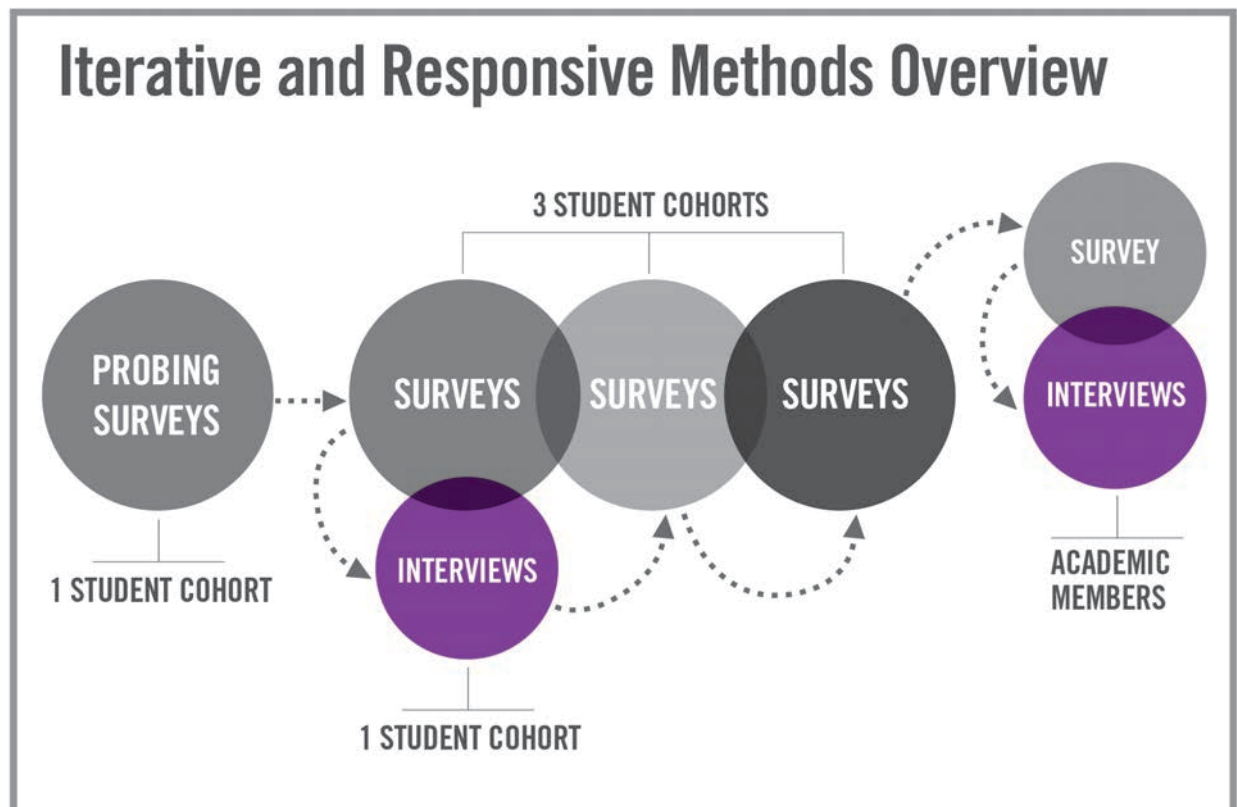 Iterative and Responsive Methods Overview
3 STUDENT COHORTS
PROBING
SURVEYS
SURVEYS
SURVEYS
SURVEYS
SURVEY
INTERVIEWS
INTERVIEWS
1 STUDENT COHORT
1 STUDENT COHORT
ACADEMIC
MEMBERS